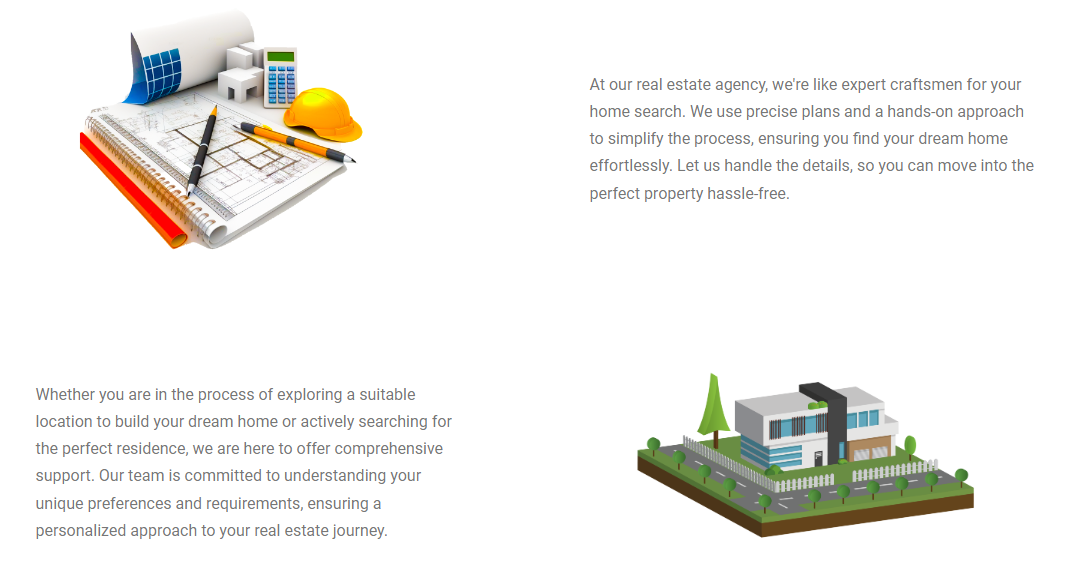 At our real estate agency, we're like expert craftsmen for your
home search. We use precise plans and a hands-on approach
to simplify the process, ensuring you find your dream home
effortlessly. Let us handle the details, so you can move into the
perfect property hassle-free.
Whether you are in the process of exploring a suitable
location to build your dream home or actively searching for
the perfect residence, we are here to offer comprehensive
support. Our team is committed to understanding your
unique preferences and requirements, ensuring a
personalized approach to your real estate journey.